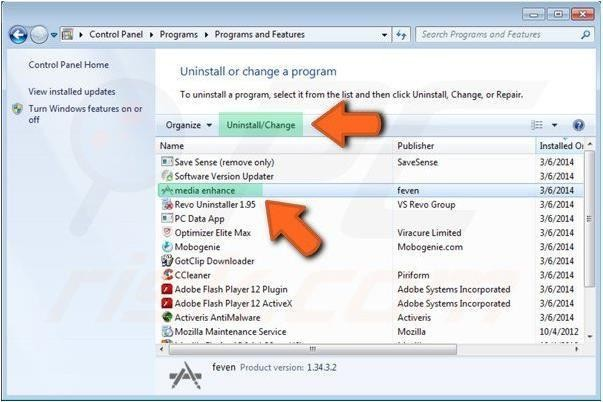 Control Panel ▸ Programs ▸ Programs and Features
Search Programs and Features
Control Panel Home
View installed updates
Turn Windows features on or
off
Uninstall or change a program
To uninstall a program, select it from the list and then click Uninstall, Change, or Repair.
Organize Uninstall/Change
Name Publisher Installed On
Save Sense (remove only) SaveSense 3/6/2014
Software Version Updater 3/6/2014
media enhance feven 3/6/2014
Revo Uninstaller 1.95 VS Revo Group 3/6/2014
PC Data App 3/6/2014
Optimizer Elite Max Viracure Limited 3/6/2014
Mobogenie Mobogenie.com 3/6/2014
GotClip Downloader 3/6/2014
CCleaner Piriform 3/6/2014
Adobe Flash Player 12 Plugin Adobe Systems Incorporated 3/6/2014
Adobe Flash Player 12 ActiveX Adobe Systems Incorporated 3/6/2014
Activeris AntiMalware Activeris 3/6/2014
Mozilla Maintenance Service Mozilla 10/4/2012
feven Product version: 1.34.3.2
PC
risk.com